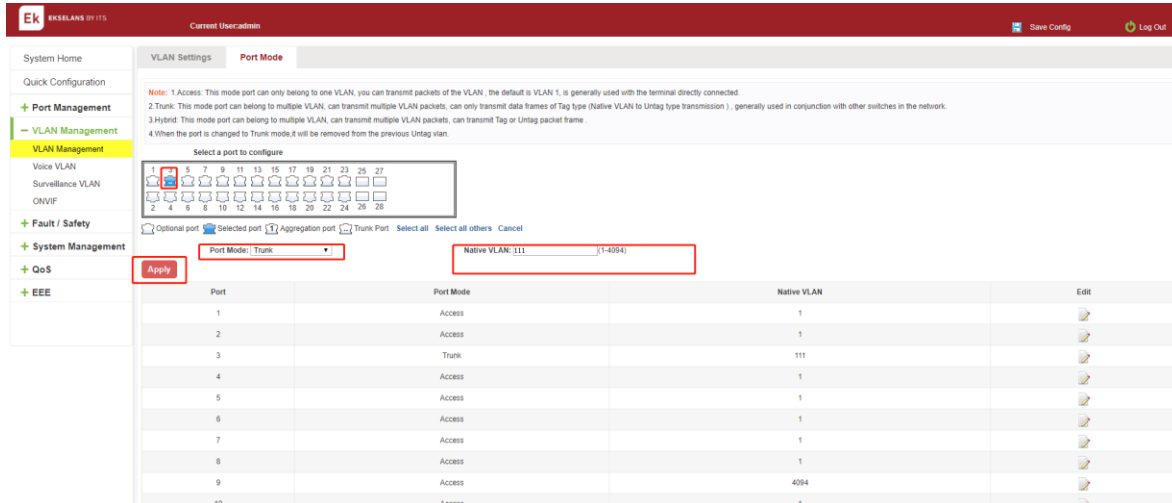 Ek EKSELANS BY ITS
Current User:admin
Save Config
Log Out
System Home
Quick Configuration
+ Port Management
− VLAN Management
VLAN Management
Voice VLAN
Surveillance VLAN
ONVIF
+ Fault / Safety
+ System Management
+ QoS
+ EEE
VLAN Settings Port Mode
Note: 1.Access: This mode port can only belong to one VLAN, you can transmit packets of the VLAN , the default is VLAN 1, is generally used with the terminal directly connected.
2.Trunk: This mode port can belong to multiple VLAN, can transmit multiple VLAN packets, can only transmit data frames of Tag type (Native VLAN to Untag type transmission ) , generally used in conjunction with other switches in the network.
3.Hybrid: This mode port can belong to multiple VLAN, can transmit multiple VLAN packets, can transmit Tag or Untag packet frame .
4.When the port is changed to Trunk mode,it will be removed from the previous Untag vlan.
Select a port to configure
1 3 5 7 9 11 13 15 17 19 21 23 25 27
2 4 6 8 10 12 14 16 18 20 22 24 26 28
Optional port Selected port 1 Aggregation port ... Trunk Port Select all Select all others Cancel
Port Mode: Trunk Native VLAN: 111 (1-4094)
Apply
Port Port Mode Native VLAN Edit
1 Access 1
2 Access 1
3 Trunk 111
4 Access 1
5 Access 1
6 Access 1
7 Access 1
8 Access 1
9 Access 4094
10 Access 1